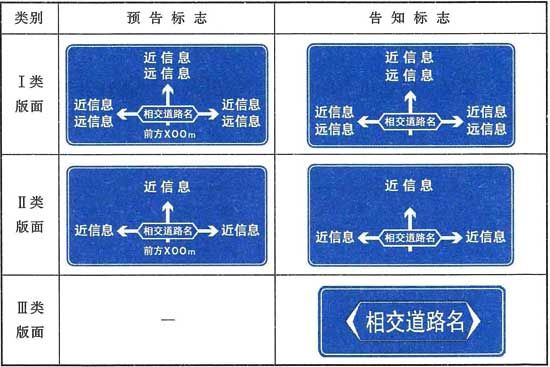 类别 预告标志 告知标志
近信息
远信息
近信息 近信息
远信息 相交道路名 远信息
前方X00m
近信息
远信息
近信息 近信息
远信息 相交道路名 远信息
Ⅰ类
版面
近信息
近信息 相交道路名 近信息
前方X00m
近信息
近信息 相交道路名 近信息
Ⅱ类
版面
Ⅲ类
版面
—
相交道路名